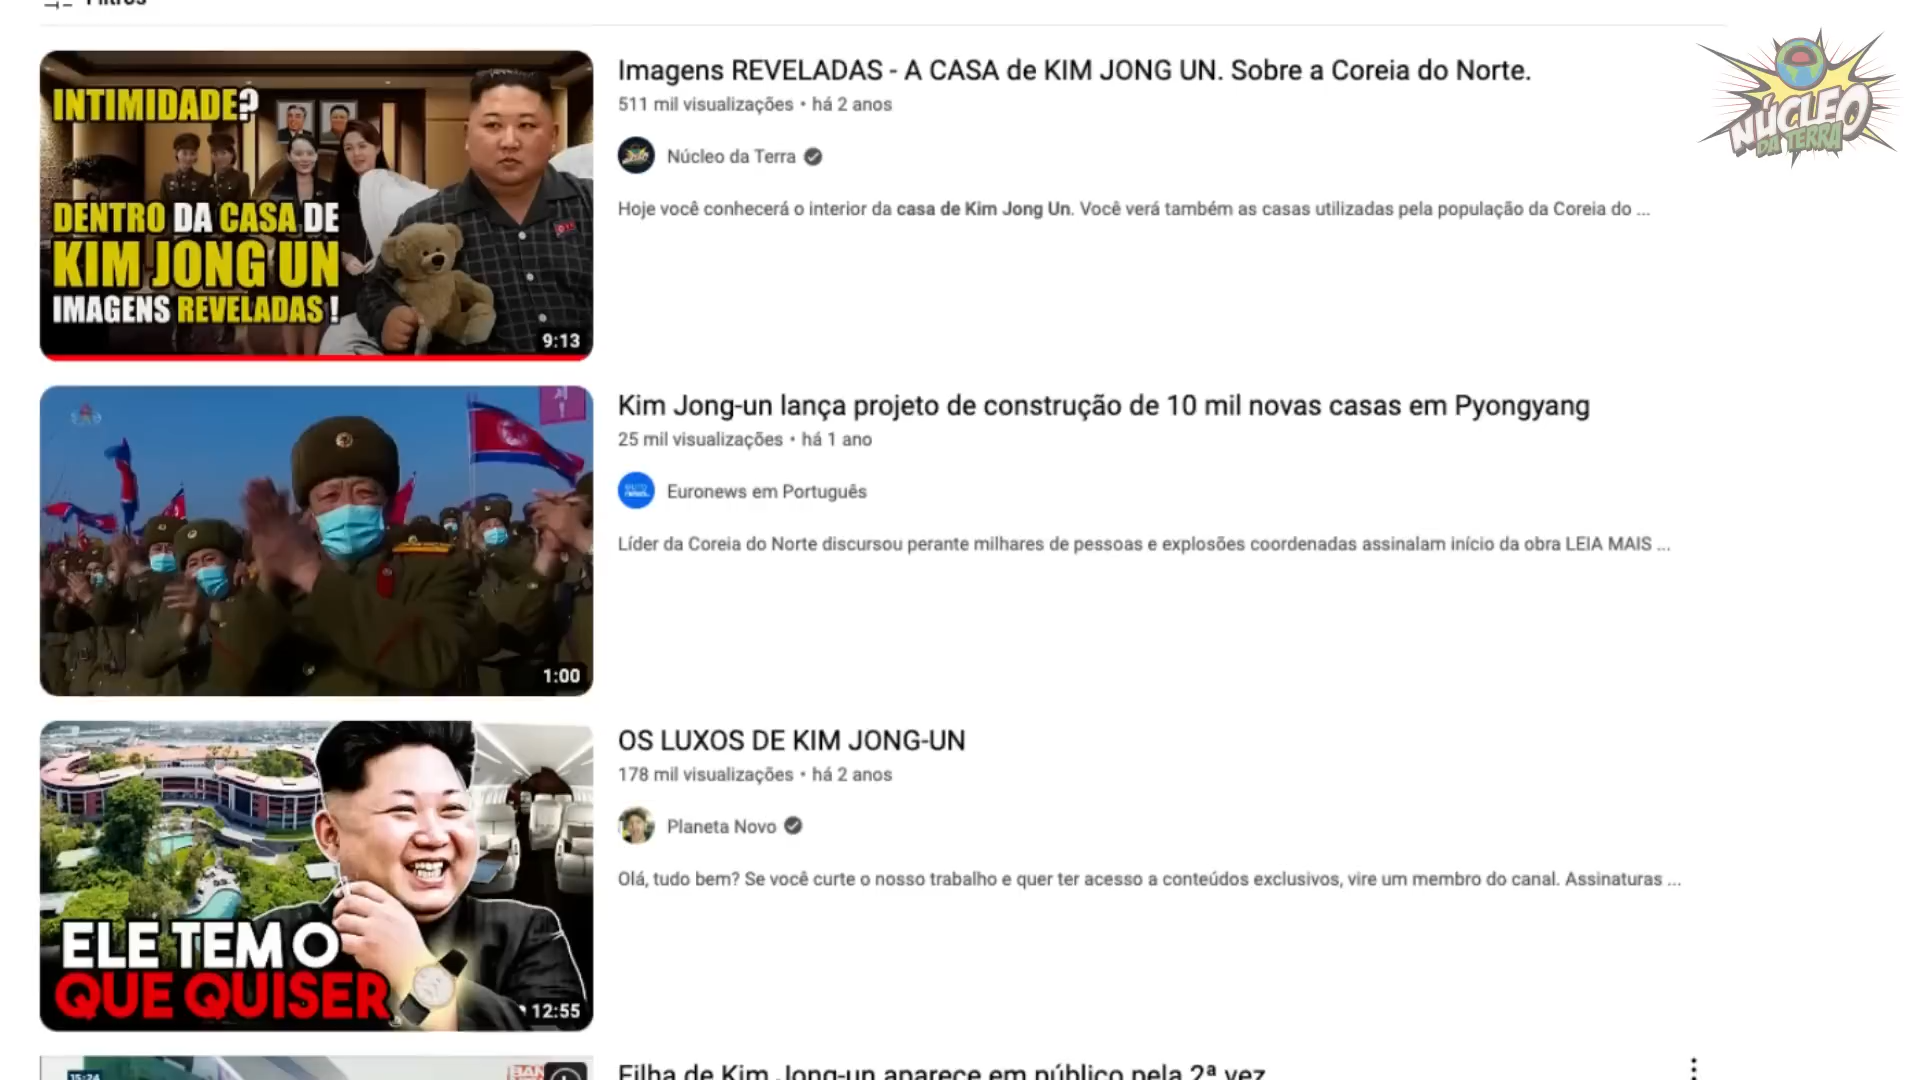 Filtros
INTIMIDADE?
DENTRO DA CASA DE
KIM JONG UN
IMAGENS REVELADAS !
9:13
Imagens REVELADAS - A CASA de KIM JONG UN. Sobre a Coreia do Norte.
511 mil visualizações • há 2 anos
Núcleo da Terra
Hoje você conhecerá o interior da casa de Kim Jong Un. Você verá também as casas utilizadas pela população da Coreia do ...
NÚCLEO
DA TERRA
1:00
Kim Jong-un lança projeto de construção de 10 mil novas casas em Pyongyang
25 mil visualizações • há 1 ano
Euronews em Português
Líder da Coreia do Norte discursou perante milhares de pessoas e explosões coordenadas assinalam início da obra LEIA MAIS ...
ELE TEM O
QUE QUISER
12:55
OS LUXOS DE KIM JONG-UN
178 mil visualizações • há 2 anos
Planeta Novo
Olá, tudo bem? Se você curte o nosso trabalho e quer ter acesso a conteúdos exclusivos, vire um membro do canal. Assinaturas ...
15:24
BAN
Filha de Kim Jong-un aparece em público pela 2ª vez